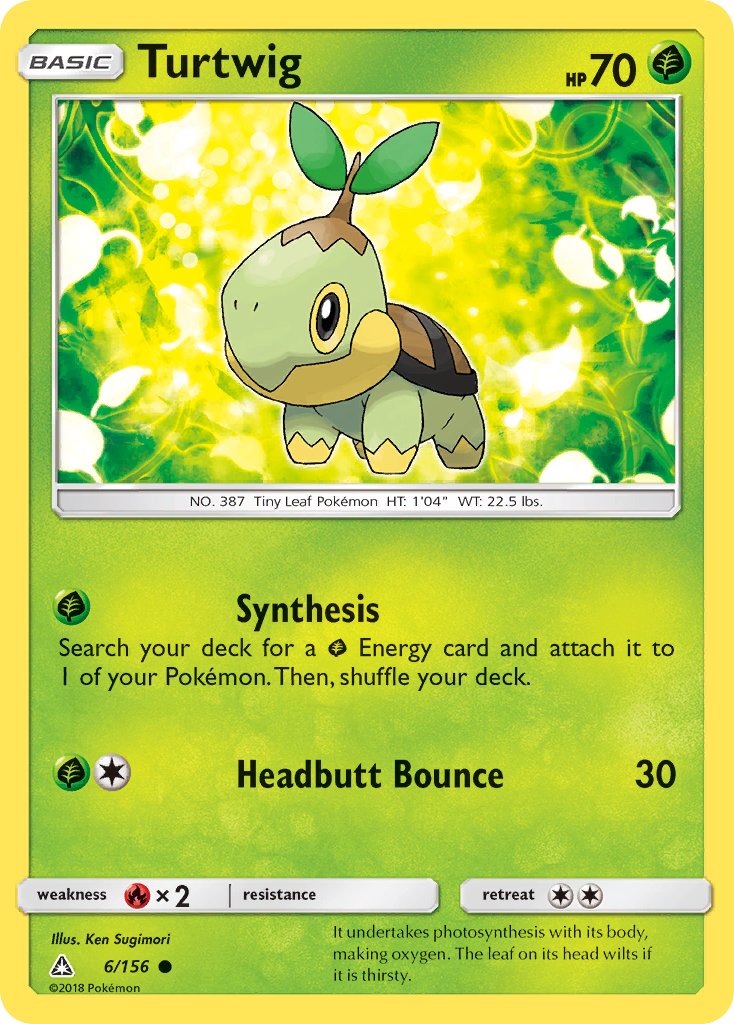 BASIC Turtwig HP 70
NO. 387 Tiny Leaf Pokémon HT: 1'04" WT: 22.5 lbs.
Synthesis
Search your deck for a Energy card and attach it to
1 of your Pokémon. Then, shuffle your deck.
Headbutt Bounce 30
weakness × 2 resistance retreat
Illus. Ken Sugimori
6/156
©2018 Pokémon
It undertakes photosynthesis with its body,
making oxygen. The leaf on its head wilts if
it is thirsty.